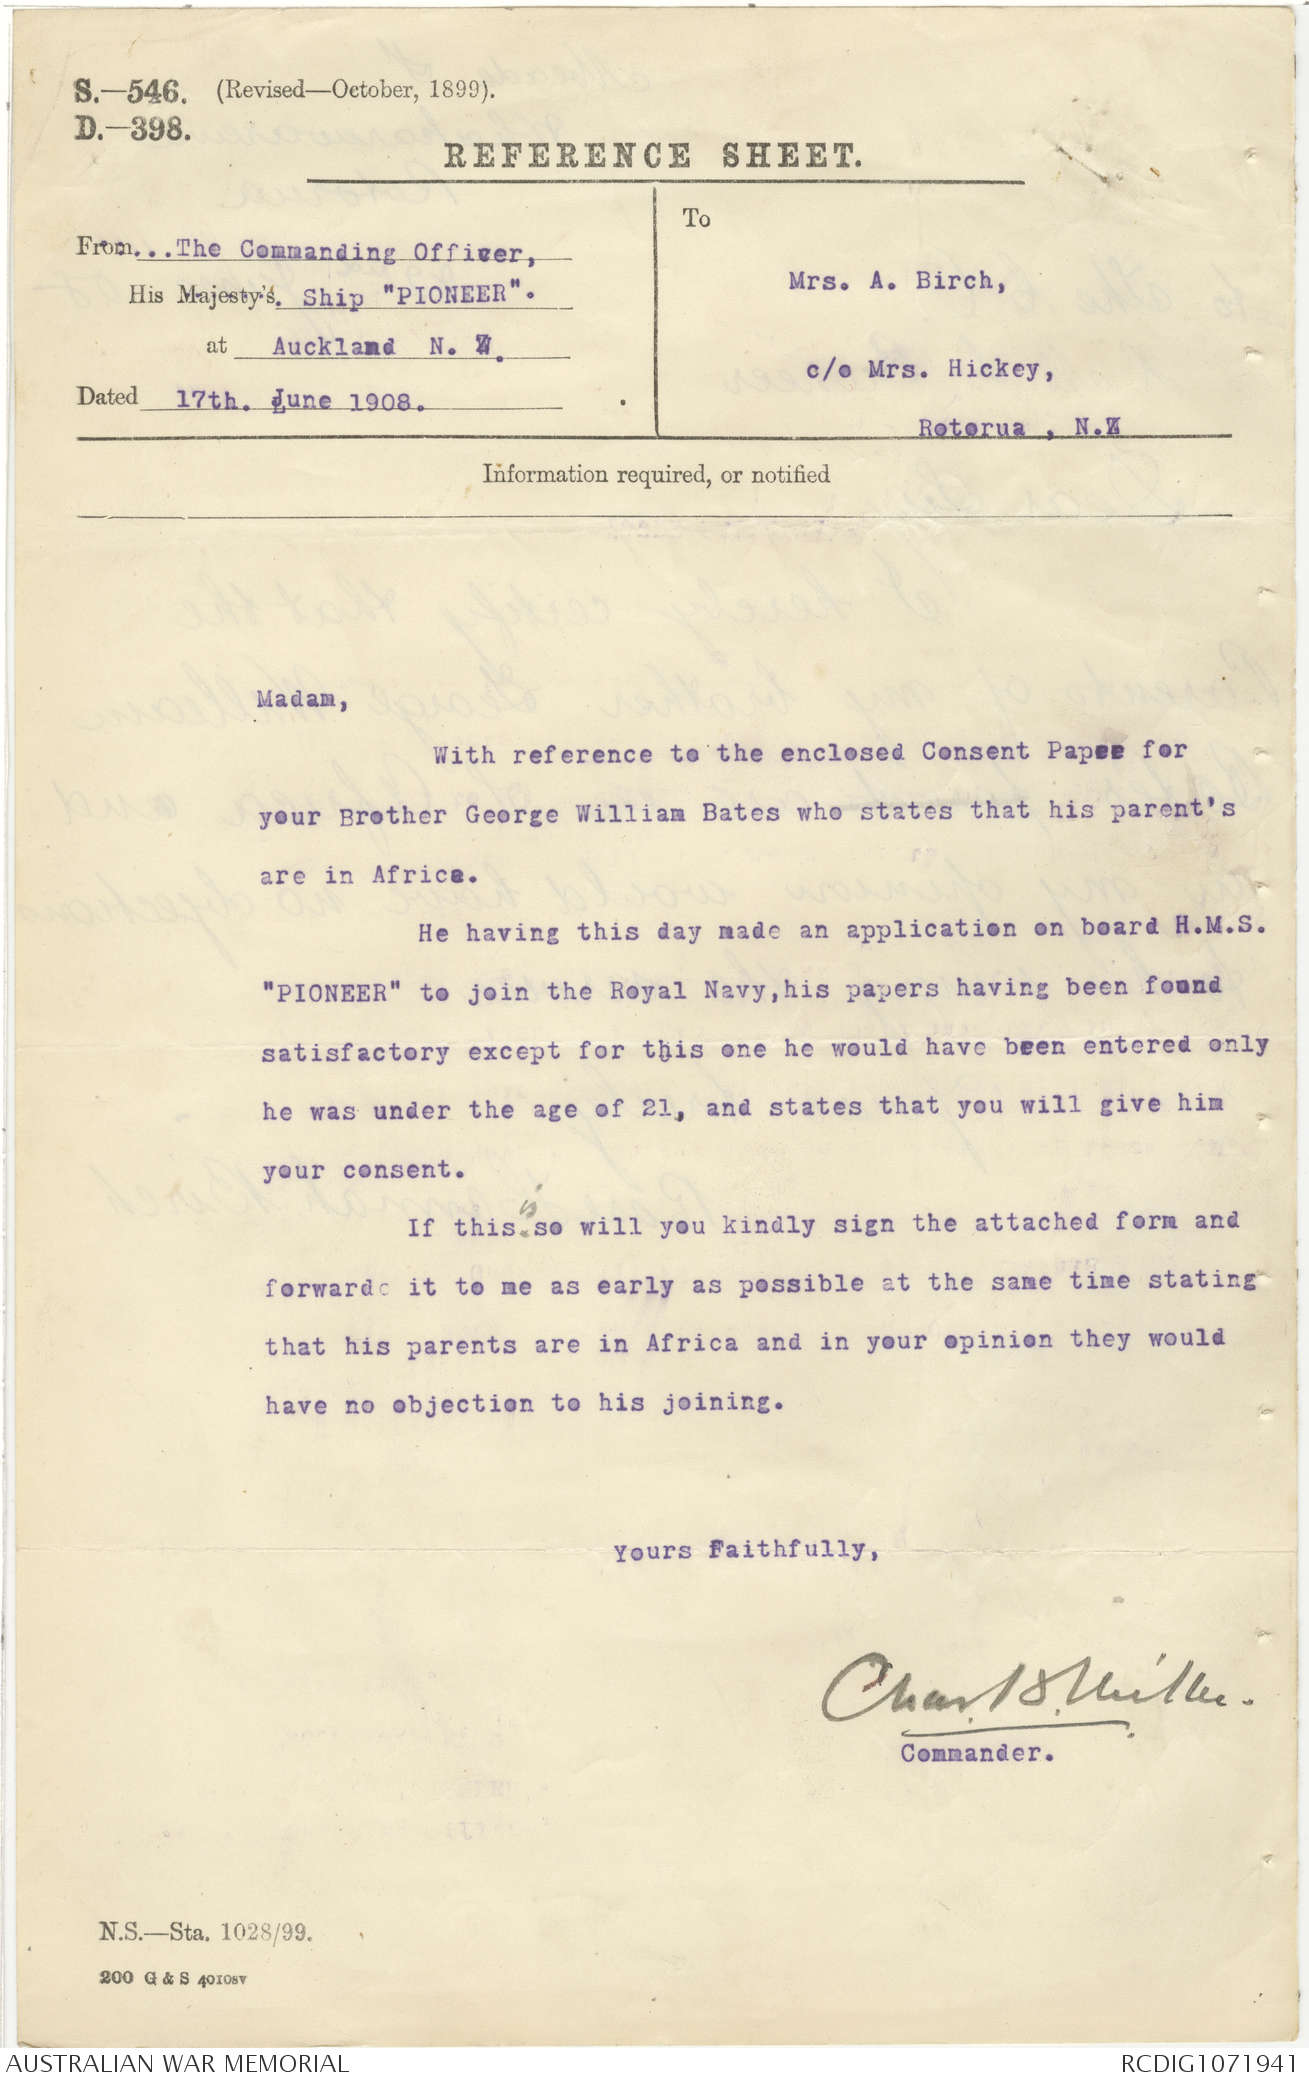 S.—546. (Revised—October, 1899).
D.—398.
REFERENCE SHEET.
From...The Commanding Officer,
His Majesty's. Ship "PIONEER".
at Auckland N. Z.
Dated 17th. June 1908.
To
Mrs. A. Birch,
c/o Mrs. Hickey,
Rotorua , N.Z
Information required, or notified
Madam,
With reference to the enclosed Consent Paper for
your Brother George William Bates who states that his parent's
are in Africa.
He having this day made an application on board H.M.S.
"PIONEER" to join the Royal Navy,his papers having been found
satisfactory except for this one he would have been entered only
he was under the age of 21, and states that you will give him
your consent.
If this is so will you kindly sign the attached form and
forwarde it to me as early as possible at the same time stating
that his parents are in Africa and in your opinion they would
have no objection to his joining.
Yours Faithfully,
Chas. B. Miller.
Commander.
N.S.—Sta. 1028/99.
200 G & S 40108v
AUSTRALIAN WAR MEMORIAL
RCDIG1071941